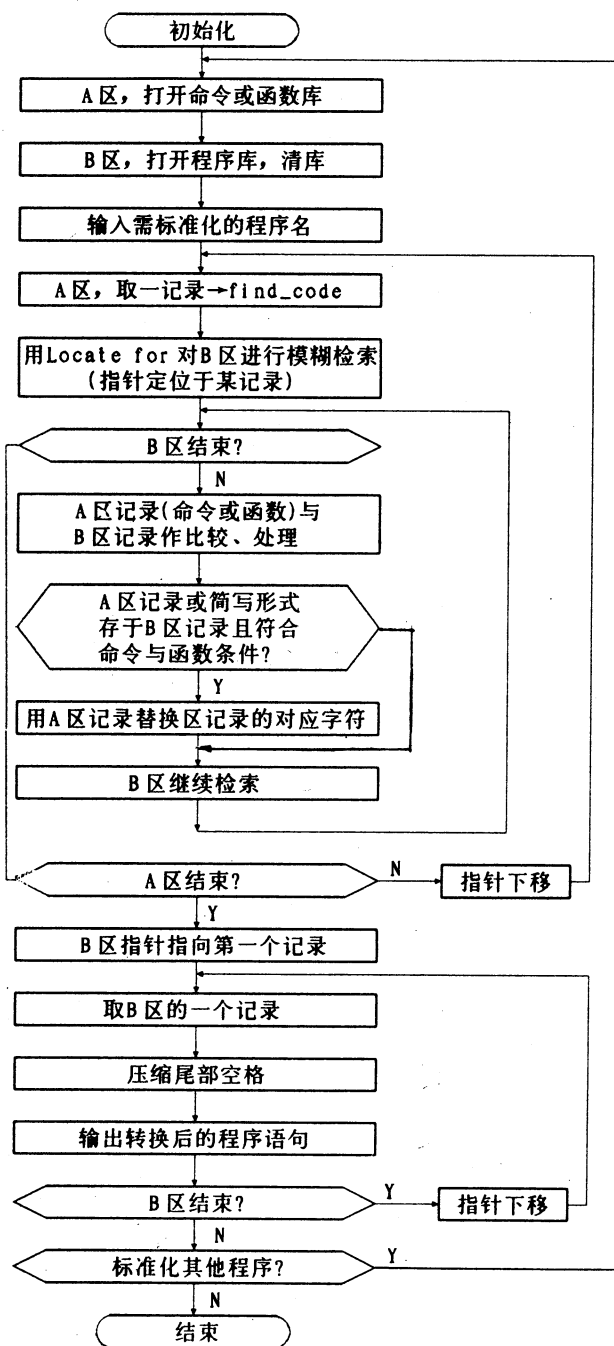 初始化
A区，打开命令或函数库
B区，打开程序库，清库
输入需标准化的程序名
A区，取一记录→find_code
用Locate for 对B区进行模糊检索
(指针定位于某记录)
B区结束?
N
A区记录(命令或函数)与
B区记录作比较、处理
A区记录或简写形式
存于B区记录且符合
命令与函数条件?
Y
用A区记录替换区记录的对应字符
B区继续检索
A区结束?
N
指针下移
Y
B区指针指向第一个记录
取B区的一个记录
压缩尾部空格
输出转换后的程序语句
B区结束?
Y
指针下移
N
标准化其他程序?
Y
N
结束